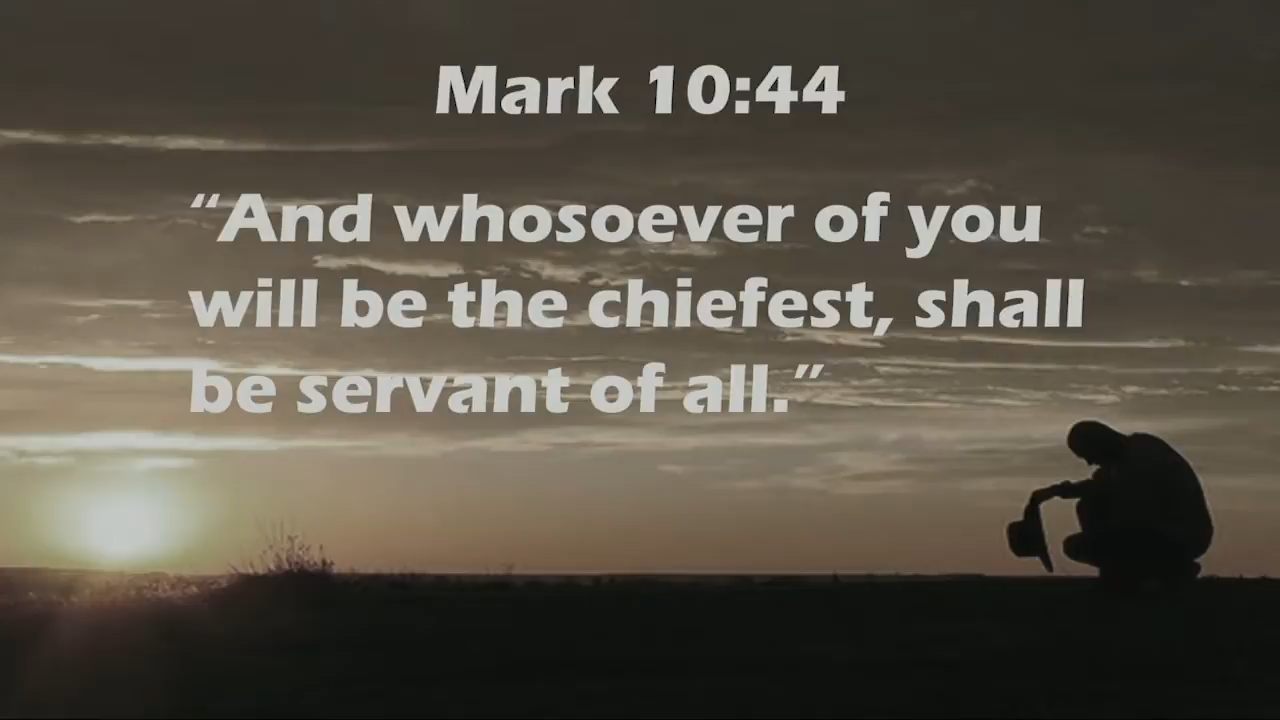 Mark 10:44
“And whosoever of you
will be the chiefest, shall
be servant of all.”